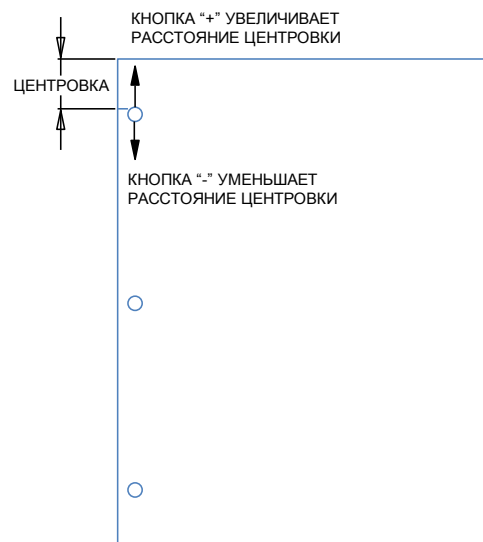 КНОПКА “+” УВЕЛИЧИВАЕТ
РАССТОЯНИЕ ЦЕНТРОВКИ
ЦЕНТРОВКА
КНОПКА “-” УМЕНЬШАЕТ
РАССТОЯНИЕ ЦЕНТРОВКИ